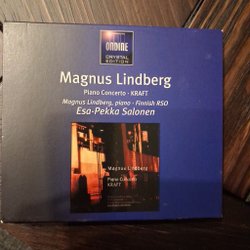 ONDINE
CRYSTAL
EDITION
Magnus Lindberg
Piano Concerto · KRAFT
Magnus Lindberg, piano · Finnish RSO
Esa-Pekka Salonen
Magnus Lindberg
Piano Concerto
KRAFT